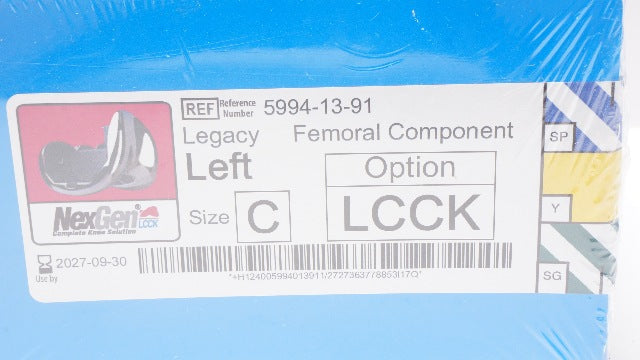 REF Reference Number 5994-13-91
Legacy Femoral Component
Left
Option
Size C LCCK
NexGen LCCK
Complete Knee Solution
2027-09-30
Use by
*+H124005994013911/2727363778853I17Q*
SP
Y
SG